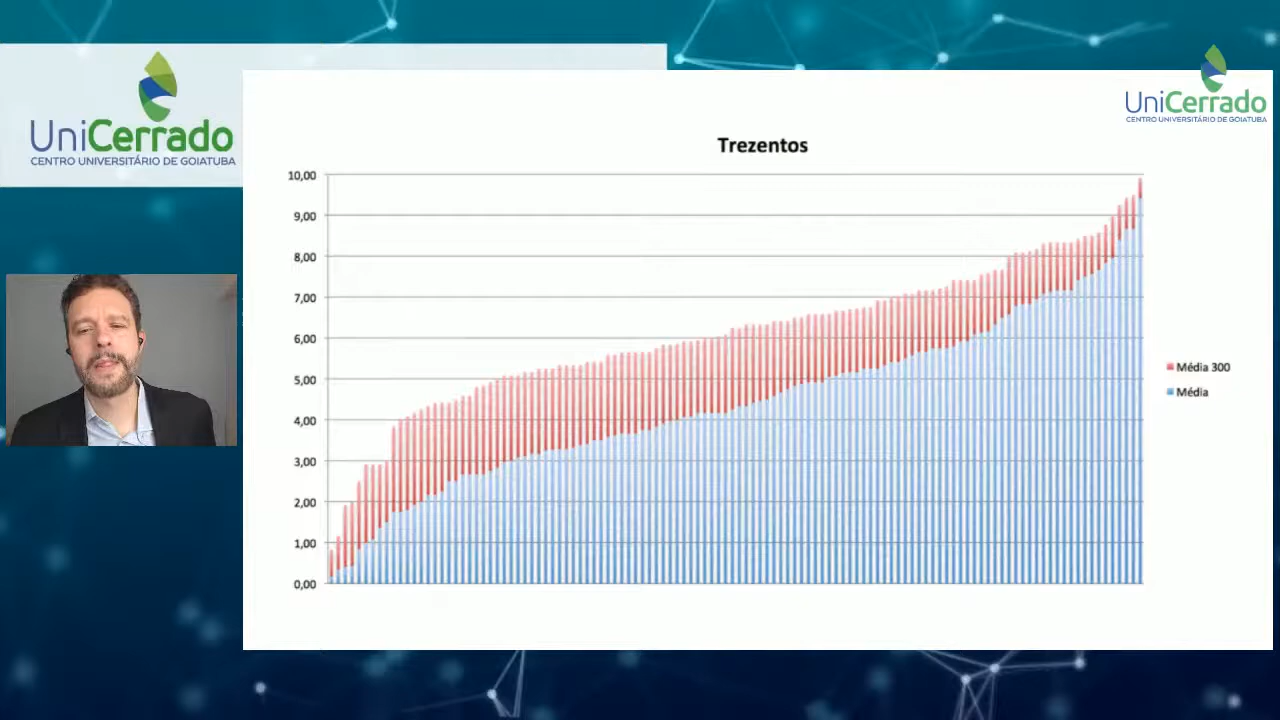 UniCerrado
CENTRO UNIVERSITÁRIO DE GOIATUBA
UniCerrado
CENTRO UNIVERSITÁRIO DE GOIATUBA
Trezentos
10,00
9,00
8,00
7,00
6,00
5,00
4,00
3,00
2,00
1,00
0,00
Média 300
Média